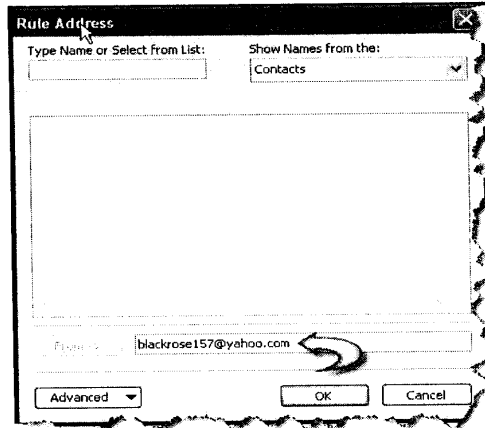 Rule Address
Type Name or Select from List:
Show Names from the:
Contacts
From ->
blackrose157@yahoo.com
Advanced
OK
Cancel